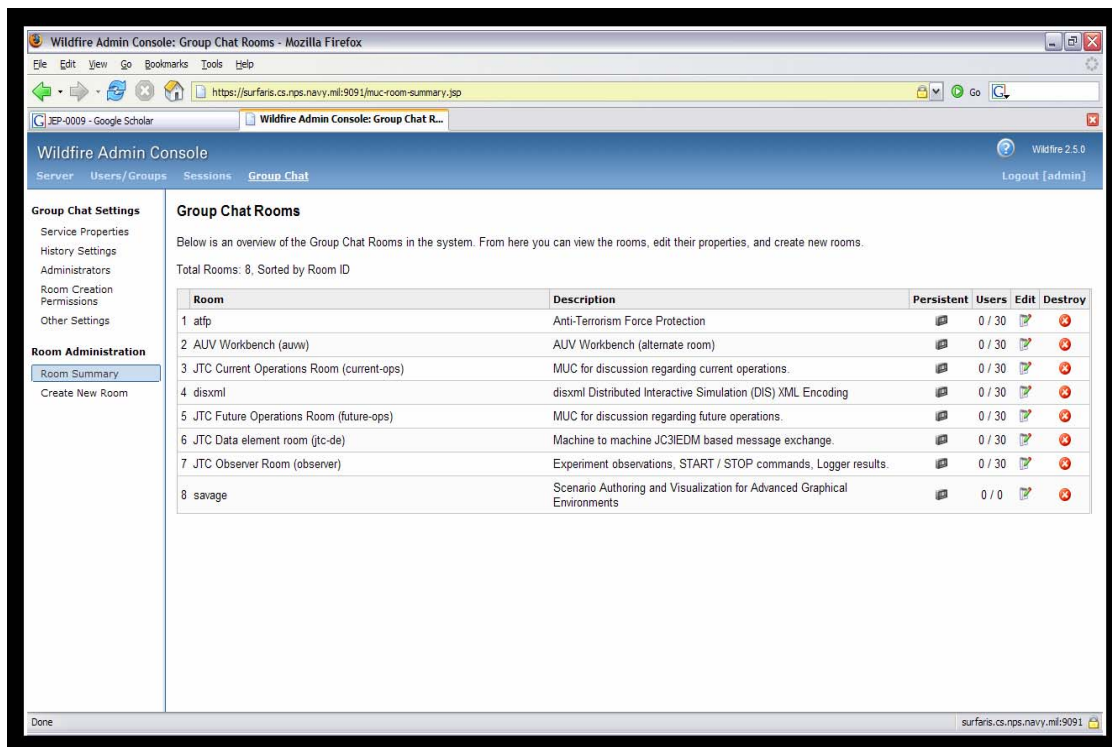 Wildfire Admin Console: Group Chat Rooms - Mozilla Firefox
File Edit View Go Bookmarks Tools Help
https://surfaris.cs.nps.navy.mil:9091/muc-room-summary.jsp
Go
G
JEP-0009 - Google Scholar
Wildfire Admin Console: Group Chat R...
Wildfire Admin Console
Wildfire 2.5.0
Server Users/Groups Sessions Group Chat
Logout [admin]
Group Chat Settings
Service Properties
History Settings
Administrators
Room Creation
Permissions
Other Settings
Room Administration
Room Summary
Create New Room
Group Chat Rooms
Below is an overview of the Group Chat Rooms in the system. From here you can view the rooms, edit their properties, and create new rooms.
Total Rooms: 8, Sorted by Room ID
Room Description Persistent Users Edit Destroy
1 atfp Anti-Terrorism Force Protection 0 / 30
2 AUV Workbench (auvw) AUV Workbench (alternate room) 0 / 30
3 JTC Current Operations Room (current-ops) MUC for discussion regarding current operations. 0 / 30
4 disxml disxml Distributed Interactive Simulation (DIS) XML Encoding 0 / 30
5 JTC Future Operations Room (future-ops) MUC for discussion regarding future operations. 0 / 30
6 JTC Data element room (jtc-de) Machine to machine JC3IEDM based message exchange. 0 / 30
7 JTC Observer Room (observer) Experiment observations, START / STOP commands, Logger results. 0 / 30
8 savage Scenario Authoring and Visualization for Advanced Graphical
Environments 0 / 0
Done
surfaris.cs.nps.navy.mil:9091